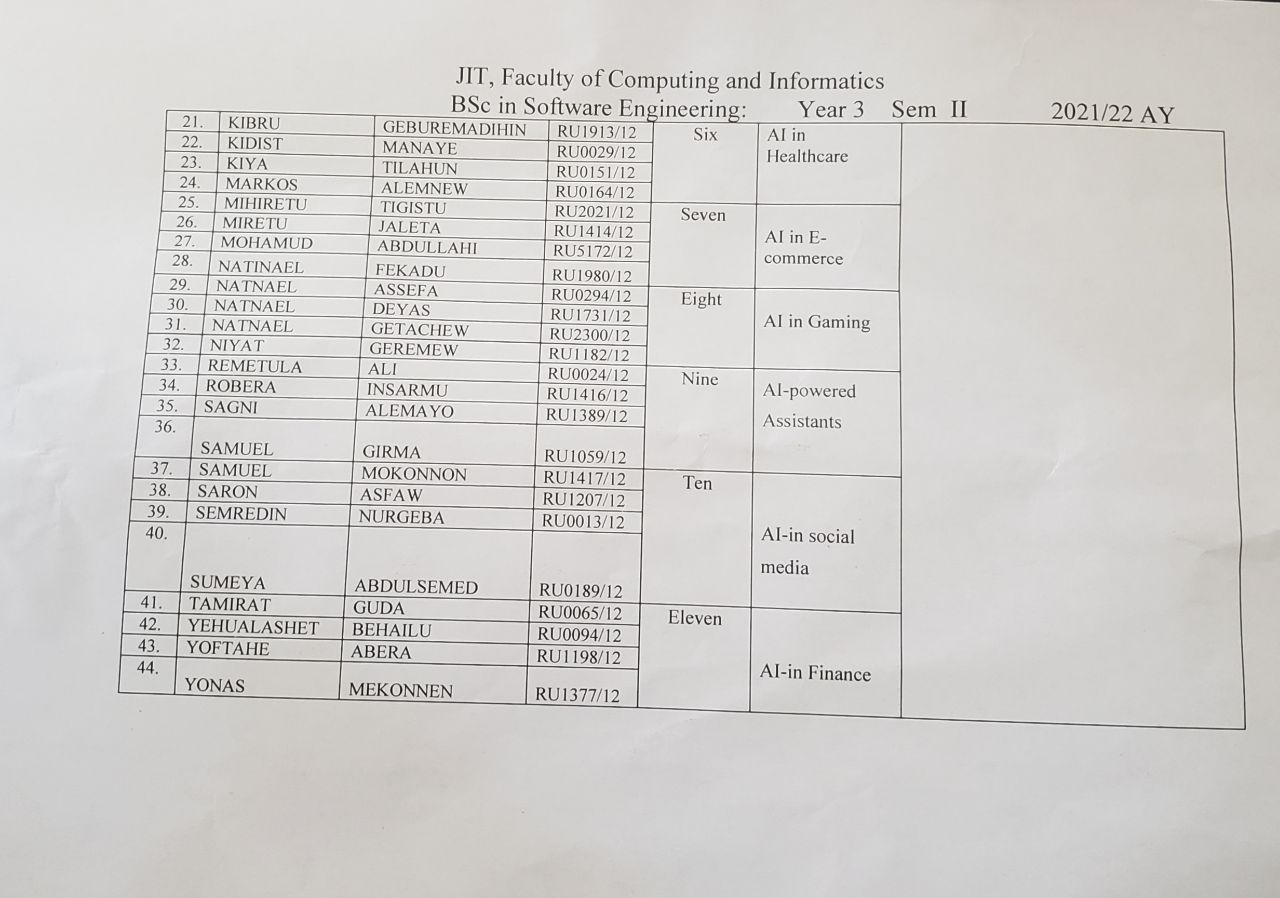 JIT, Faculty of Computing and Informatics
BSc in Software Engineering: Year 3 Sem II 2021/22 AY
21. KIBRU GEBUREMADIHIN RU1913/12 Six AI in
22. KIDIST MANAYE RU0029/12 Healthcare
23. KIYA TILAHUN RU0151/12
24. MARKOS ALEMNEW RU0164/12
25. MIHIRETU TIGISTU RU2021/12 Seven
26. MIRETU JALETA RU1414/12 AI in E-
27. MOHAMUD ABDULLAHI RU5172/12 commerce
28. NATINAEL FEKADU RU1980/12
29. NATNAEL ASSEFA RU0294/12 Eight
30. NATNAEL DEYAS RU1731/12 AI in Gaming
31. NATNAEL GETACHEW RU2300/12
32. NIYAT GEREMEW RU1182/12
33. REMETULA ALI RU0024/12 Nine
34. ROBERA INSARMU RU1416/12 AI-powered
35. SAGNI ALEMAYO RU1389/12 Assistants
36. SAMUEL GIRMA RU1059/12
37. SAMUEL MOKONNON RU1417/12 Ten
38. SARON ASFAW RU1207/12
39. SEMREDIN NURGEBA RU0013/12 AI-in social
40. SUMEYA ABDULSEMED RU0189/12 media
41. TAMIRAT GUDA RU0065/12 Eleven
42. YEHUALASHET BEHAILU RU0094/12
43. YOFTAHE ABERA RU1198/12 AI-in Finance
44. YONAS MEKONNEN RU1377/12